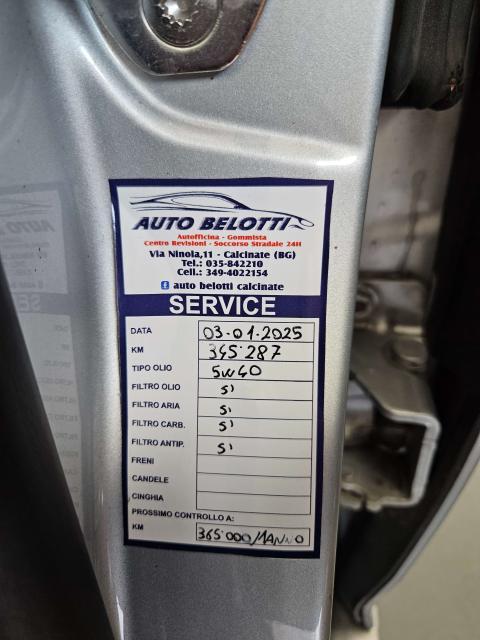 AUTO BELOTTI
Autofficina - Gommista
Centro Revisioni - Soccorso Stradale 24H
Via Ninola,11 - Calcinate (BG)
Tel.: 035-842210
Cell.: 349-4022154
f auto belotti calcinate
SERVICE
DATA 03-01-2025
KM 345'287
TIPO OLIO 5W40
FILTRO OLIO SI'
FILTRO ARIA SI'
FILTRO CARB. SI'
FILTRO ANTIP. SI'
FRENI
CANDELE
CINGHIA
PROSSIMO CONTROLLO A:
KM 365'000/1ANNO